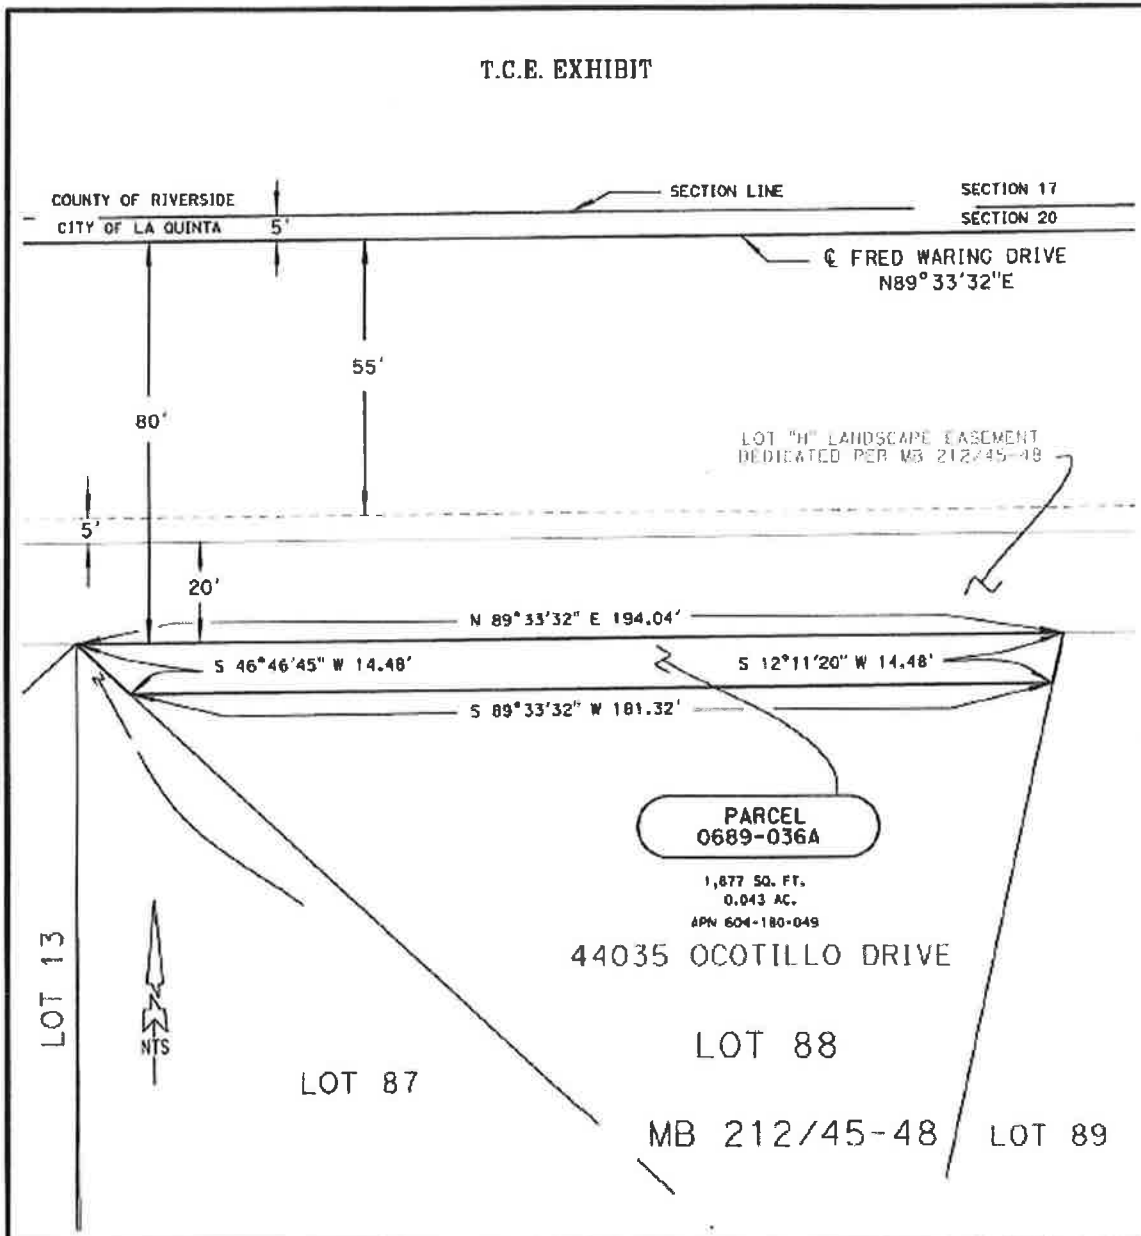 T.C.E. EXHIBIT
COUNTY OF RIVERSIDE
SECTION LINE
SECTION 17
CITY OF LA QUINTA
5'
SECTION 20
℄ FRED WARING DRIVE
N89°33'32"E
55'
80'
LOT "H" LANDSCAPE EASEMENT
DEDICATED PER MB 212/45-48
5'
20'
N 89°33'32" E 194.04'
S 46°46'45" W 14.48'
S 12°11'20" W 14.48'
S 89°33'32" W 181.32'
PARCEL
0689-036A
1,877 SQ. FT.
0.043 AC.
APN 604-180-049
44035 OCOTILLO DRIVE
LOT 13
NTS
LOT 88
LOT 87
MB 212/45-48
LOT 89